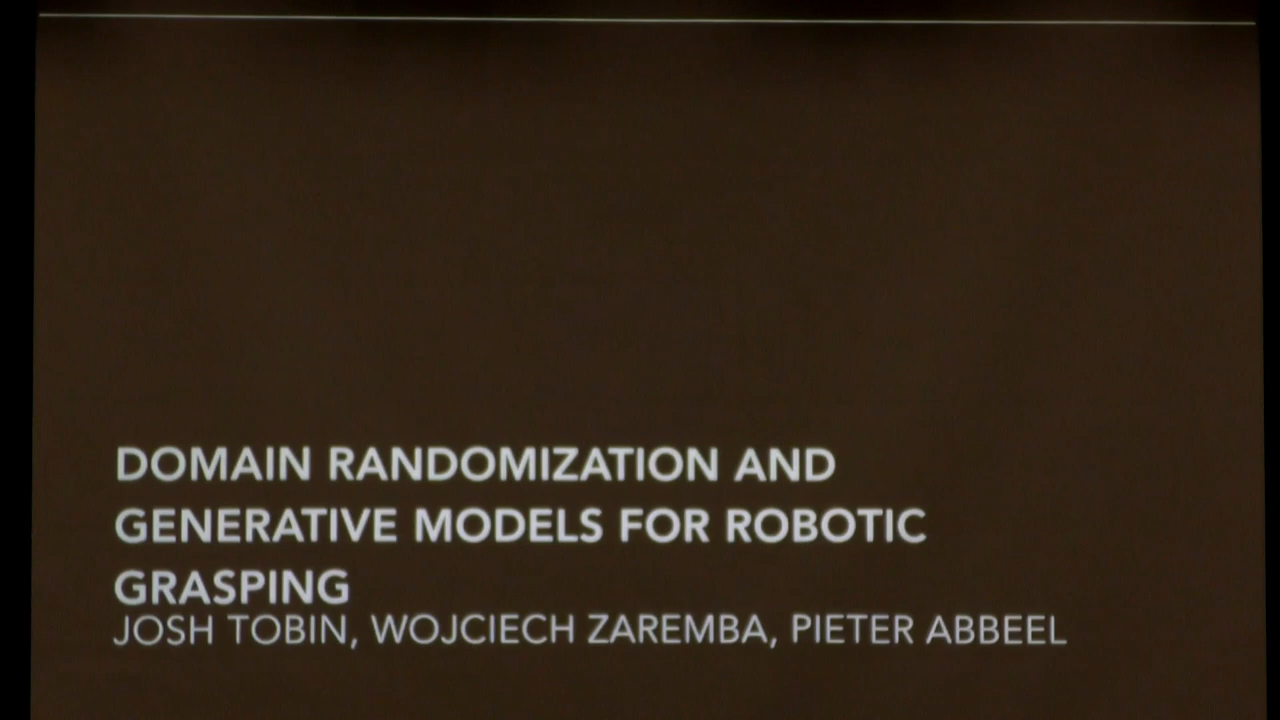 DOMAIN RANDOMIZATION AND
GENERATIVE MODELS FOR ROBOTIC
GRASPING
JOSH TOBIN, WOJCIECH ZAREMBA, PIETER ABBEEL